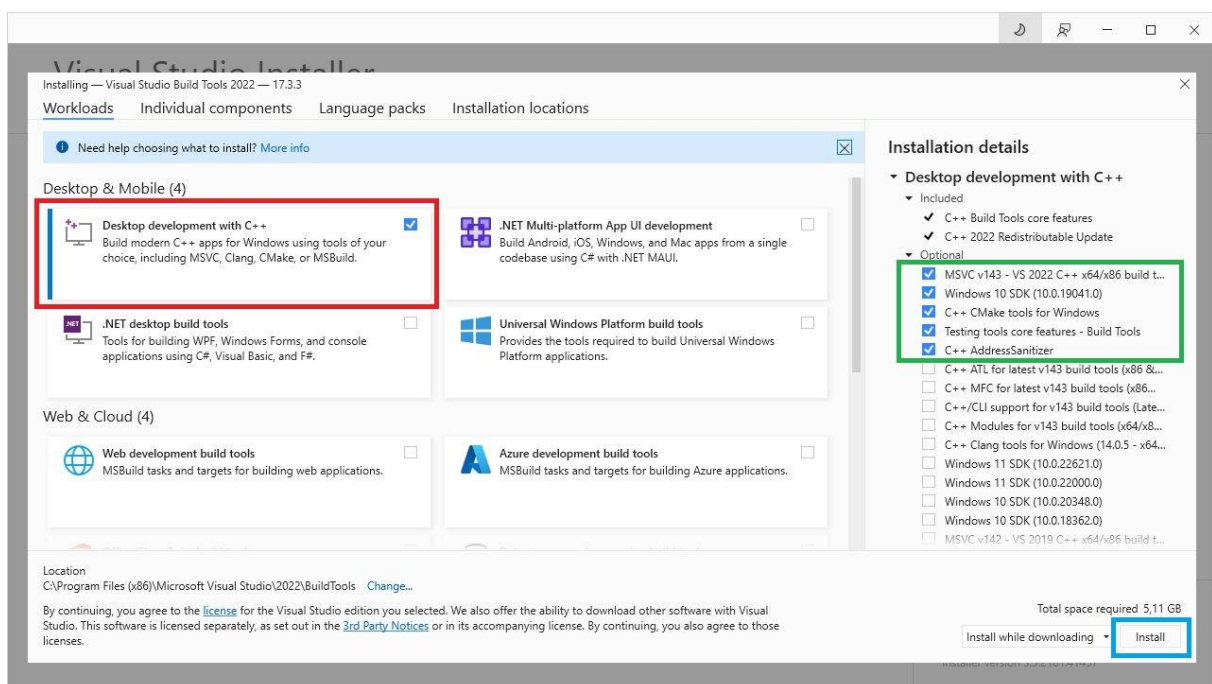 Visual Studio Installer
Installing — Visual Studio Build Tools 2022 — 17.3.3
Workloads Individual components Language packs Installation locations
Need help choosing what to install? More info
Desktop & Mobile (4)
Desktop development with C++
Build modern C++ apps for Windows using tools of your
choice, including MSVC, Clang, CMake, or MSBuild.
.NET Multi-platform App UI development
Build Android, iOS, Windows, and Mac apps from a single
codebase using C# with .NET MAUI.
.NET
.NET desktop build tools
Tools for building WPF, Windows Forms, and console
applications using C#, Visual Basic, and F#.
Universal Windows Platform build tools
Provides the tools required to build Universal Windows
Platform applications.
Web & Cloud (4)
Web development build tools
MSBuild tasks and targets for building web applications.
Azure development build tools
MSBuild tasks and targets for building Azure applications.
Installation details
Desktop development with C++
Included
C++ Build Tools core features
C++ 2022 Redistributable Update
Optional
MSVC v143 - VS 2022 C++ x64/x86 build t...
Windows 10 SDK (10.0.19041.0)
C++ CMake tools for Windows
Testing tools core features - Build Tools
C++ AddressSanitizer
C++ ATL for latest v143 build tools (x86 &...
C++ MFC for latest v143 build tools (x86...
C++/CLI support for v143 build tools (Late...
C++ Modules for v143 build tools (x64/x8...
C++ Clang tools for Windows (14.0.5 - x64...
Windows 11 SDK (10.0.22621.0)
Windows 11 SDK (10.0.22000.0)
Windows 10 SDK (10.0.20348.0)
Windows 10 SDK (10.0.18362.0)
MSVC v142 - VS 2019 C++ x64/x86 build t...
Location
C:\Program Files (x86)\Microsoft Visual Studio\2022\BuildTools Change...
By continuing, you agree to the license for the Visual Studio edition you selected. We also offer the ability to download other software with Visual
Studio. This software is licensed separately, as set out in the 3rd Party Notices or in its accompanying license. By continuing, you also agree to those
licenses.
Total space required 5,11 GB
Install while downloading Install